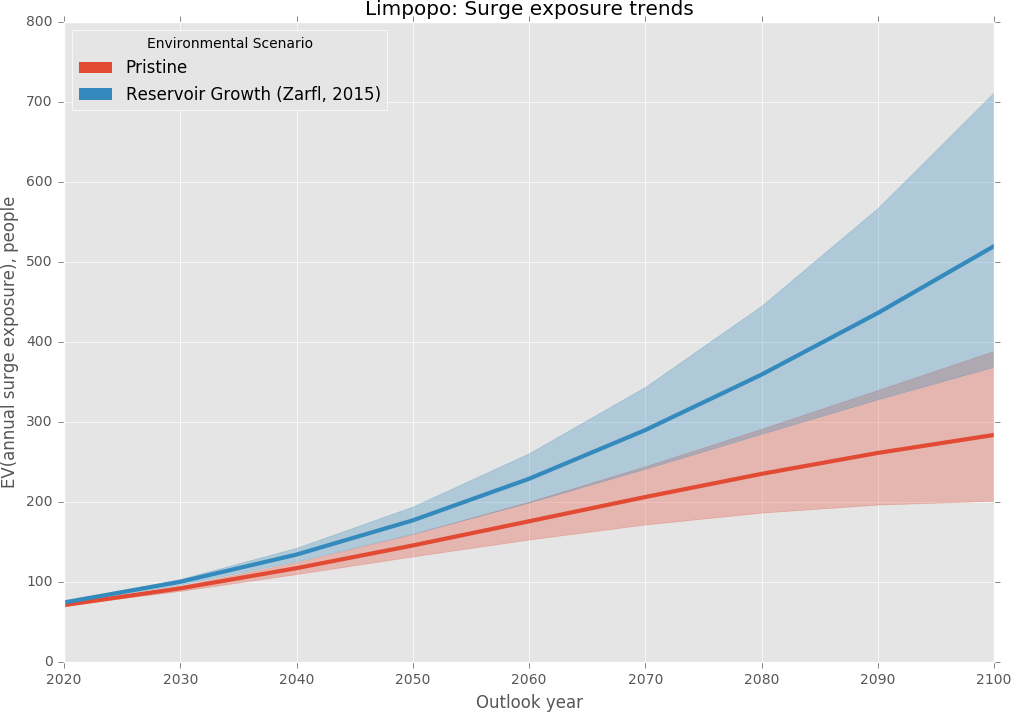 Limpopo: Surge exposure trends
Environmental Scenario
Pristine
Reservoir Growth (Zarfl, 2015)
EV(annual surge exposure), people
800
700
600
500
400
300
200
100
0
2020 2030 2040 2050 2060 2070 2080 2090 2100
Outlook year